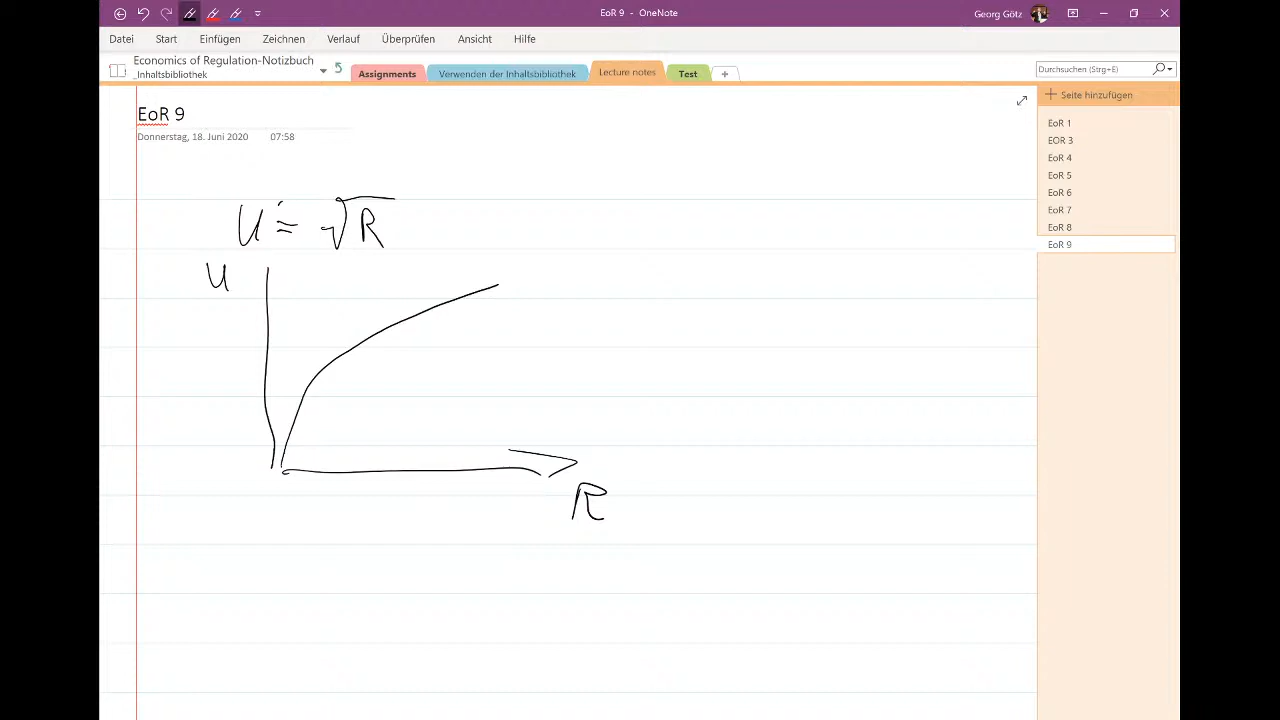 EoR 9 - OneNote
Georg Götz
Datei Start Einfügen Zeichnen Verlauf Überprüfen Ansicht Hilfe
Economics of Regulation-Notizbuch
_Inhaltsbibliothek
Assignments
Verwenden der Inhaltsbibliothek
Lecture notes
Test
+
Durchsuchen (Strg+E)
EoR 9
Donnerstag, 18. Juni 2020 07:58
U = √R
U
R
Seite hinzufügen
EoR 1
EOR 3
EoR 4
EoR 5
EoR 6
EoR 7
EoR 8
EoR 9